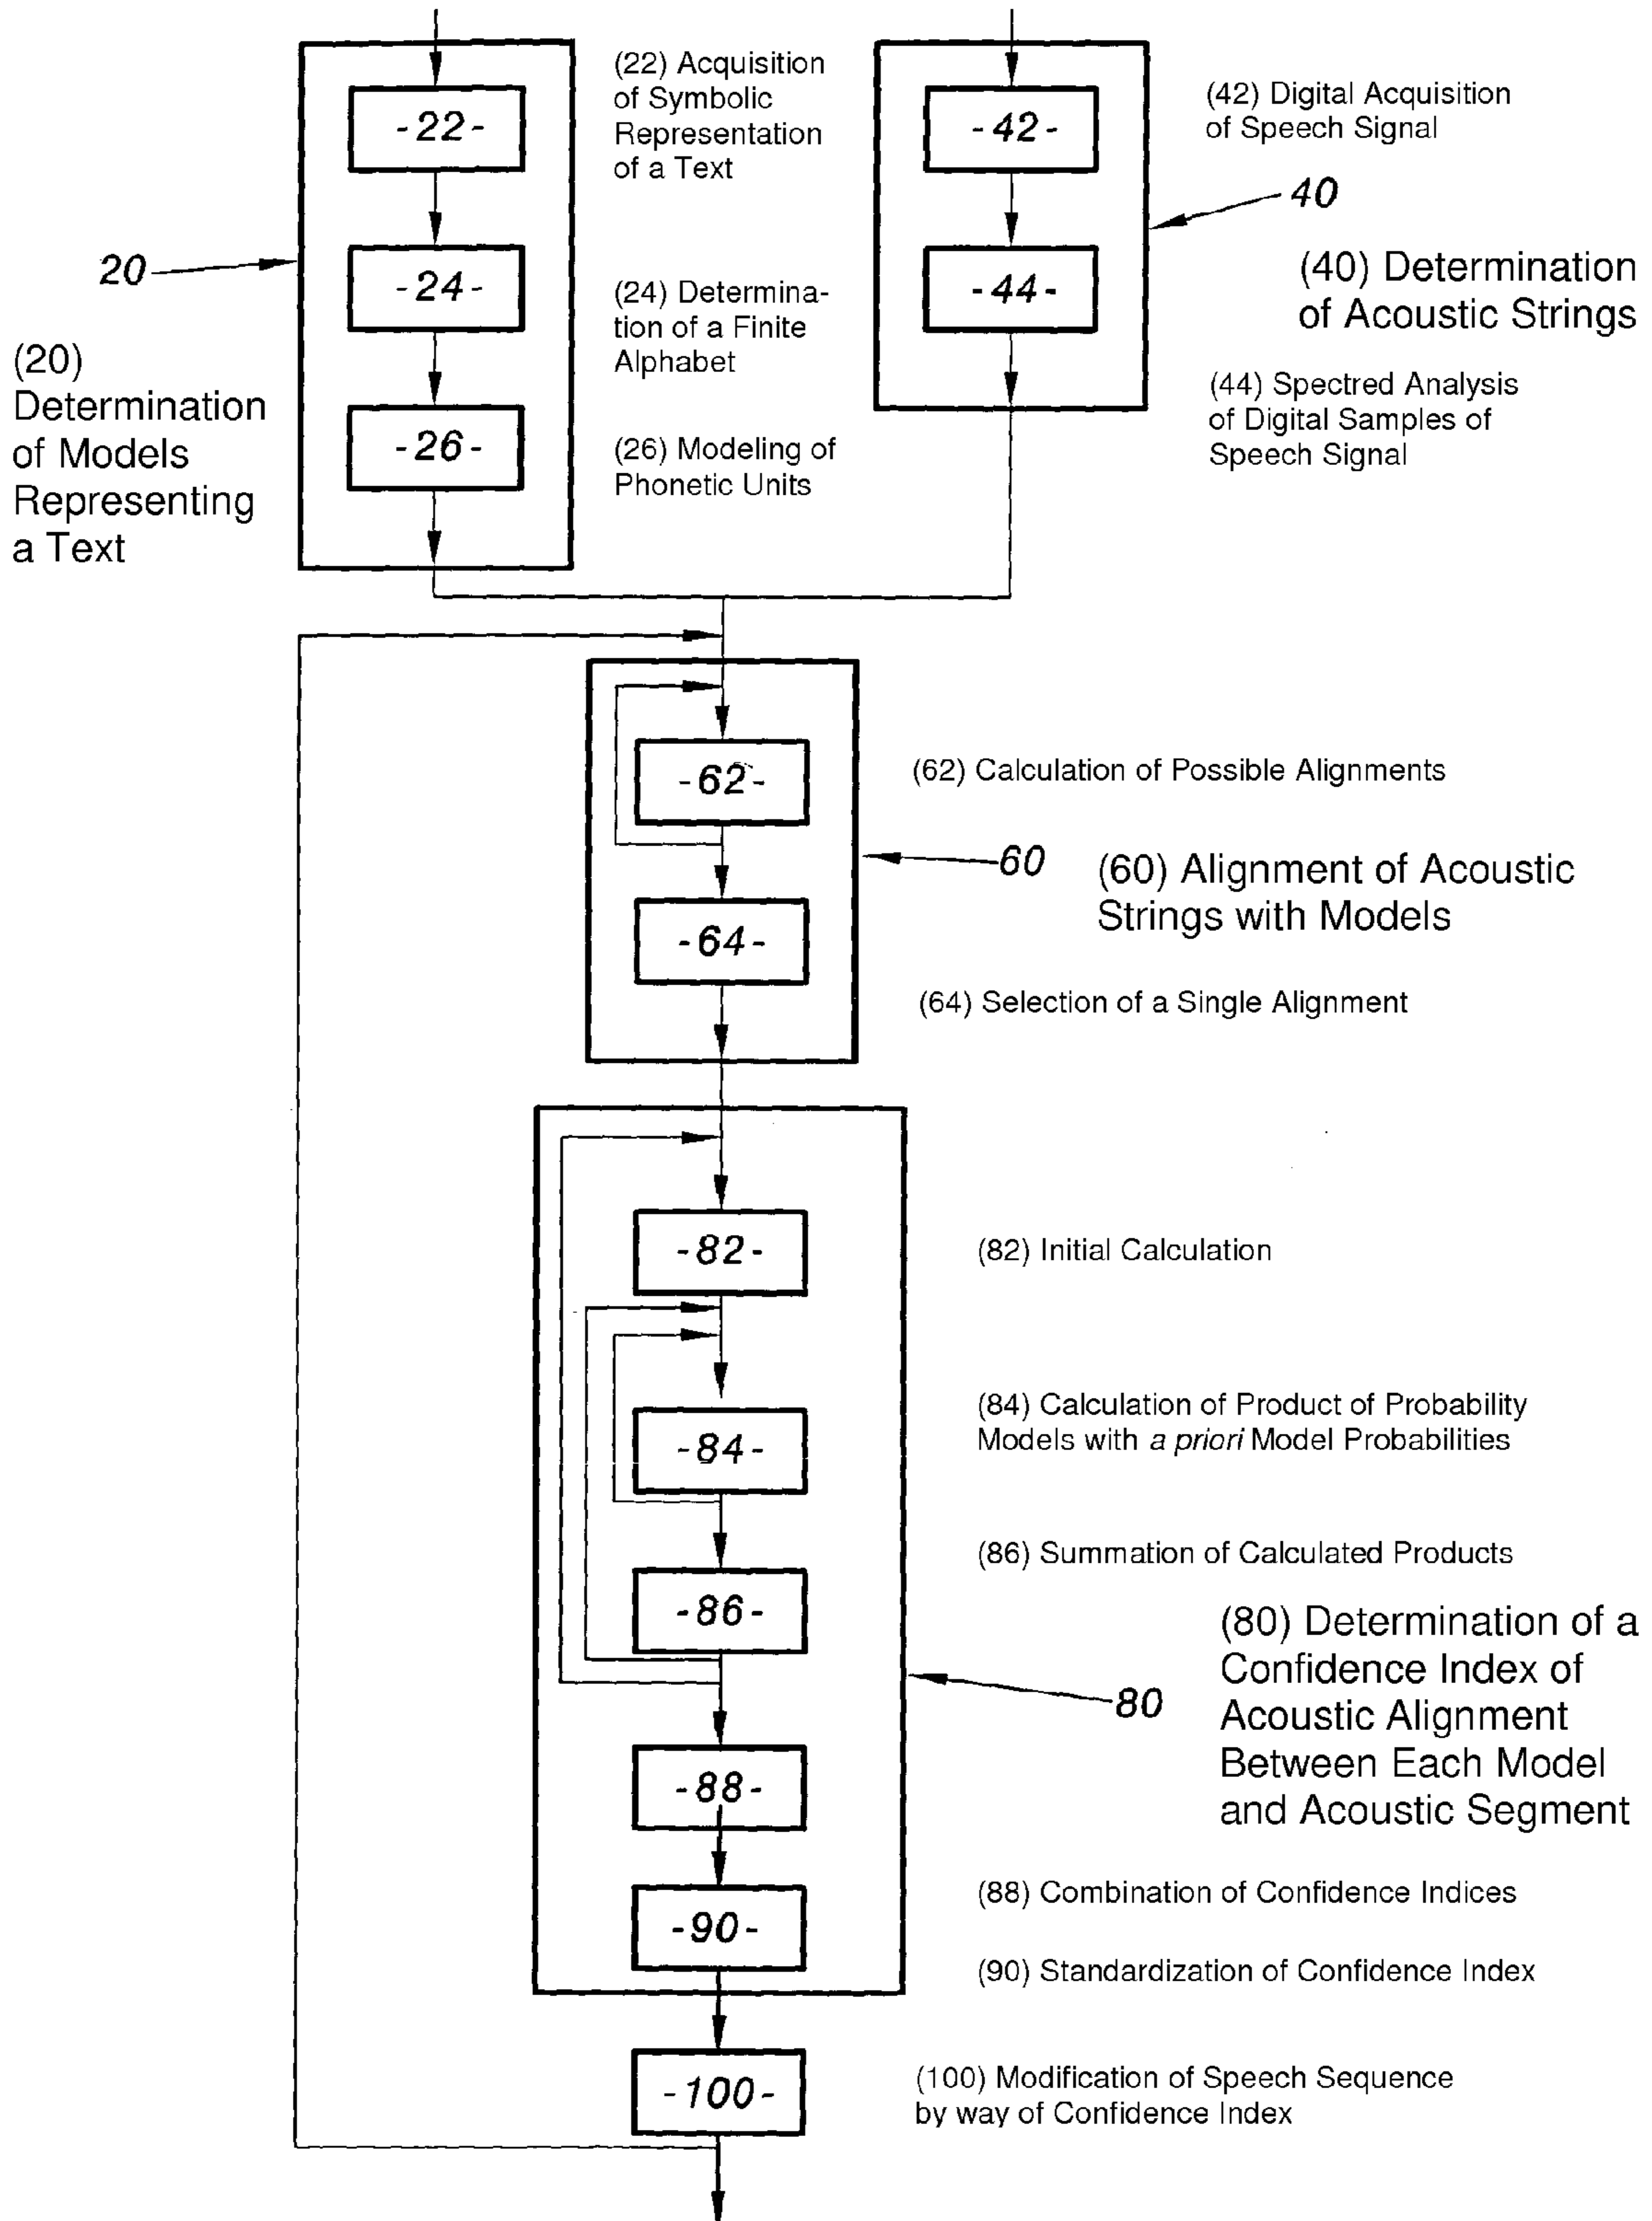 (22) Acquisition
of Symbolic
Representation
of a Text
-22-
-42-
(42) Digital Acquisition
of Speech Signal
40
20
-24-
(24) Determina-
tion of a Finite
Alphabet
-44-
(40) Determination
of Acoustic Strings
(20)
Determination
of Models
Representing
a Text
-26-
(26) Modeling of
Phonetic Units
(44) Spectred Analysis
of Digital Samples of
Speech Signal
-62-
(62) Calculation of Possible Alignments
60
(60) Alignment of Acoustic
Strings with Models
-64-
(64) Selection of a Single Alignment
-82-
(82) Initial Calculation
-84-
(84) Calculation of Product of Probability
Models with a priori Model Probabilities
(86) Summation of Calculated Products
-86-
80
(80) Determination of a
Confidence Index of
Acoustic Alignment
Between Each Model
and Acoustic Segment
-88-
(88) Combination of Confidence Indices
-90-
(90) Standardization of Confidence Index
-100-
(100) Modification of Speech Sequence
by way of Confidence Index